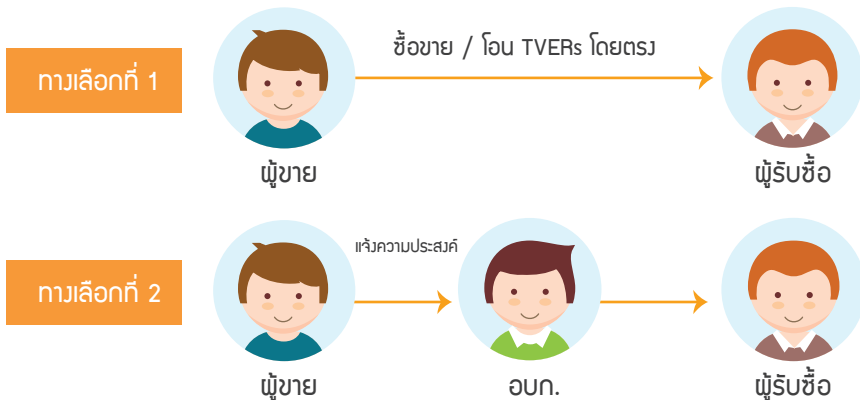 ทางเลือกที่ 1
ซื้อขาย / โอน TVERs โดยตรง
ผู้ขาย
ผู้รับซื้อ
ทางเลือกที่ 2
แจ้งความประสงค์
ผู้ขาย
อบก.
ผู้รับซื้อ